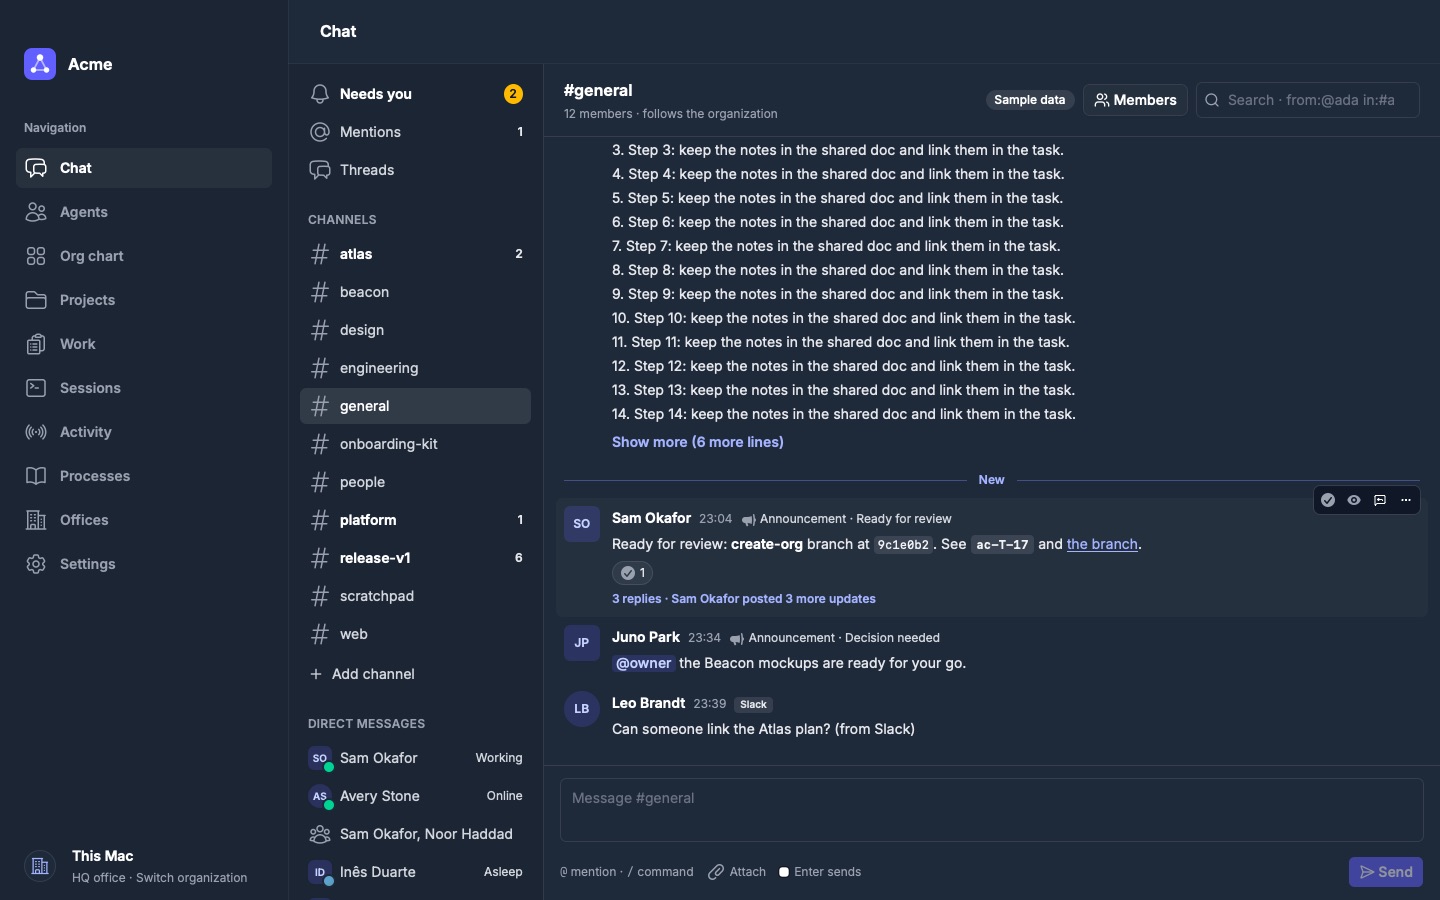 Acme
Navigation
Chat
Agents
Org chart
Projects
Work
Sessions
Activity
Processes
Offices
Settings
This Mac
HQ office · Switch organization
Chat
Needs you 2
Mentions 1
Threads
CHANNELS
atlas 2
beacon
design
engineering
general
onboarding-kit
people
platform 1
release-v1 6
scratchpad
web
+ Add channel
DIRECT MESSAGES
SO Sam Okafor Working
AS Avery Stone Online
Sam Okafor, Noor Haddad
ID Inês Duarte Asleep
#general
12 members · follows the organization
Sample data
Members
Search · from:@ada in:#a
3. Step 3: keep the notes in the shared doc and link them in the task.
4. Step 4: keep the notes in the shared doc and link them in the task.
5. Step 5: keep the notes in the shared doc and link them in the task.
6. Step 6: keep the notes in the shared doc and link them in the task.
7. Step 7: keep the notes in the shared doc and link them in the task.
8. Step 8: keep the notes in the shared doc and link them in the task.
9. Step 9: keep the notes in the shared doc and link them in the task.
10. Step 10: keep the notes in the shared doc and link them in the task.
11. Step 11: keep the notes in the shared doc and link them in the task.
12. Step 12: keep the notes in the shared doc and link them in the task.
13. Step 13: keep the notes in the shared doc and link them in the task.
14. Step 14: keep the notes in the shared doc and link them in the task.
Show more (6 more lines)
New
SO Sam Okafor 23:04 Announcement · Ready for review
Ready for review: create-org branch at 9c1e0b2. See ac-T-17 and the branch.
1
3 replies · Sam Okafor posted 3 more updates
JP Juno Park 23:34 Announcement · Decision needed
@owner the Beacon mockups are ready for your go.
LB Leo Brandt 23:39 Slack
Can someone link the Atlas plan? (from Slack)
Message #general
@ mention · / command Attach Enter sends
Send